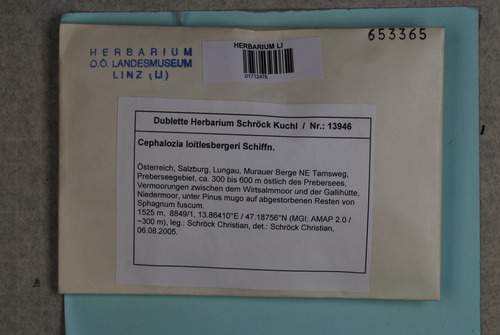 653365
HERBARIUM
O.Ö. LANDESMUSEUM
LINZ (LI)
HERBARIUM LI
01712476
Dublette Herbarium Schröck Kuchl / Nr.: 13946
Cephalozia loitlesbergeri Schiffn.
Österreich, Salzburg, Lungau, Murauer Berge NE Tamsweg,
Preberseegebiet, ca. 300 bis 600 m östlich des Prebersees,
Vermoorungen zwischen dem Wirtsalmmoor und der Gallihütte,
Niedermoor, unter Pinus mugo auf abgestorbenen Resten von
Sphagnum fuscum.
1525 m, 8849/1, 13.86410°E / 47.18756°N (MGI: AMAP 2.0 /
~300 m), leg.: Schröck Christian, det.: Schröck Christian,
06.08.2005.